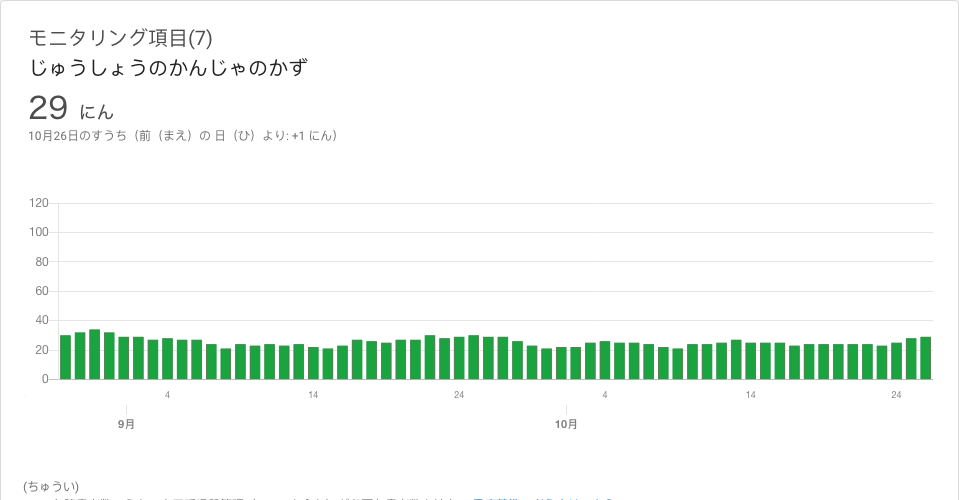 モニタリング項目(7)
じゅうしょうのかんじゃのかず
29 にん
10月26日のすうち（前（まえ）の 日（ひ）より: +1 にん）
120
100
80
60
40
20
0
4 14 24 4 14 24
9月 10月
(ちゅうい)